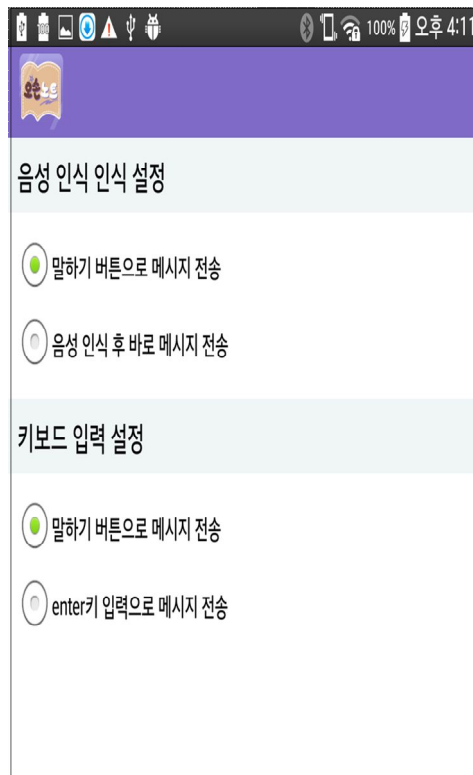 100% 오후 4:11
음성 인식 인식 설정
말하기 버튼으로 메시지 전송
음성 인식 후 바로 메시지 전송
키보드 입력 설정
말하기 버튼으로 메시지 전송
enter키 입력으로 메시지 전송